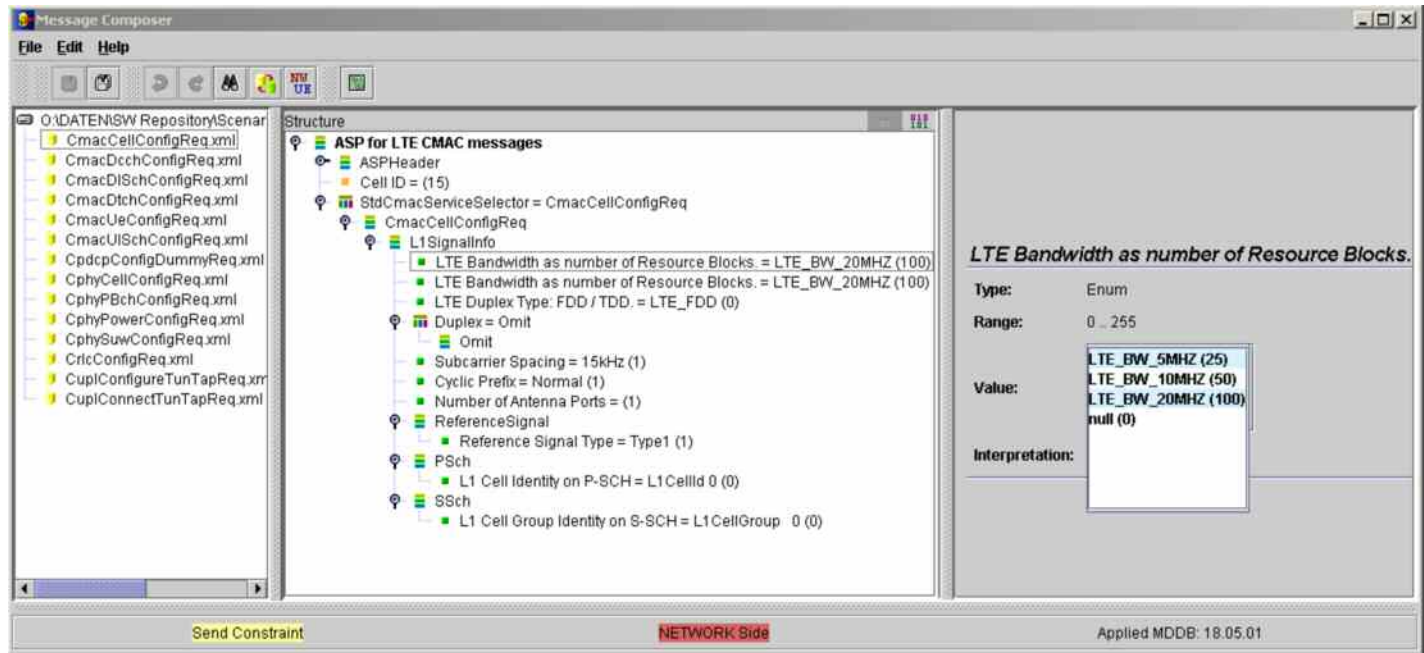 Message Composer
File Edit Help
NW
UE
O:\DATEN\SW Repository\Scenar
CmacCellConfigReq.xml
CmacDcchConfigReq.xml
CmacDlSchConfigReq.xml
CmacDtchConfigReq.xml
CmacUeConfigReq.xml
CmacUlSchConfigReq.xml
CpdcpConfigDummyReq.xml
CphyCellConfigReq.xml
CphyPBchConfigReq.xml
CphyPowerConfigReq.xml
CphySuwConfigReq.xml
CrlcConfigReq.xml
CuplConfigureTunTapReq.xm
CuplConnectTunTapReq.xml
Structure
ASP for LTE CMAC messages
ASPHeader
Cell ID = (15)
StdCmacServiceSelector = CmacCellConfigReq
CmacCellConfigReq
L1SignalInfo
LTE Bandwidth as number of Resource Blocks. = LTE_BW_20MHZ (100)
LTE Bandwidth as number of Resource Blocks. = LTE_BW_20MHZ (100)
LTE Duplex Type: FDD / TDD. = LTE_FDD (0)
Duplex = Omit
Omit
Subcarrier Spacing = 15kHz (1)
Cyclic Prefix = Normal (1)
Number of Antenna Ports = (1)
ReferenceSignal
Reference Signal Type = Type1 (1)
PSch
L1 Cell Identity on P-SCH = L1CellId 0 (0)
SSch
L1 Cell Group Identity on S-SCH = L1CellGroup 0 (0)
LTE Bandwidth as number of Resource Blocks.
Type: Enum
Range: 0 .. 255
Value:
LTE_BW_5MHZ (25)
LTE_BW_10MHZ (50)
LTE_BW_20MHZ (100)
null (0)
Interpretation:
Send Constraint
NETWORK Side
Applied MDDB: 18.05.01